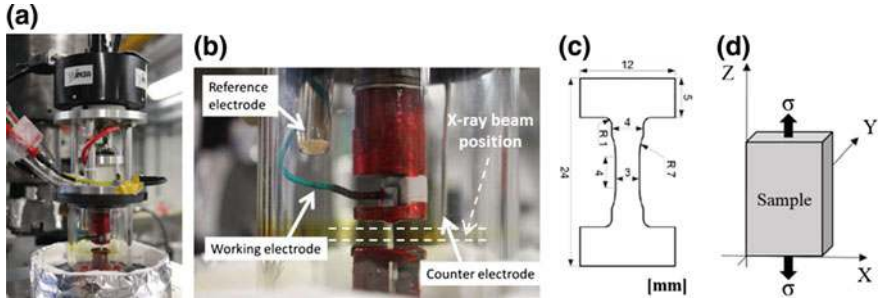 (a)
(b)
Reference
electrode
X-ray beam
position
Working electrode
Counter electrode
(c)
12
5
4
R 1
4
3
R 7
24
[mm]
(d)
Z
σ
Y
Sample
X
σ